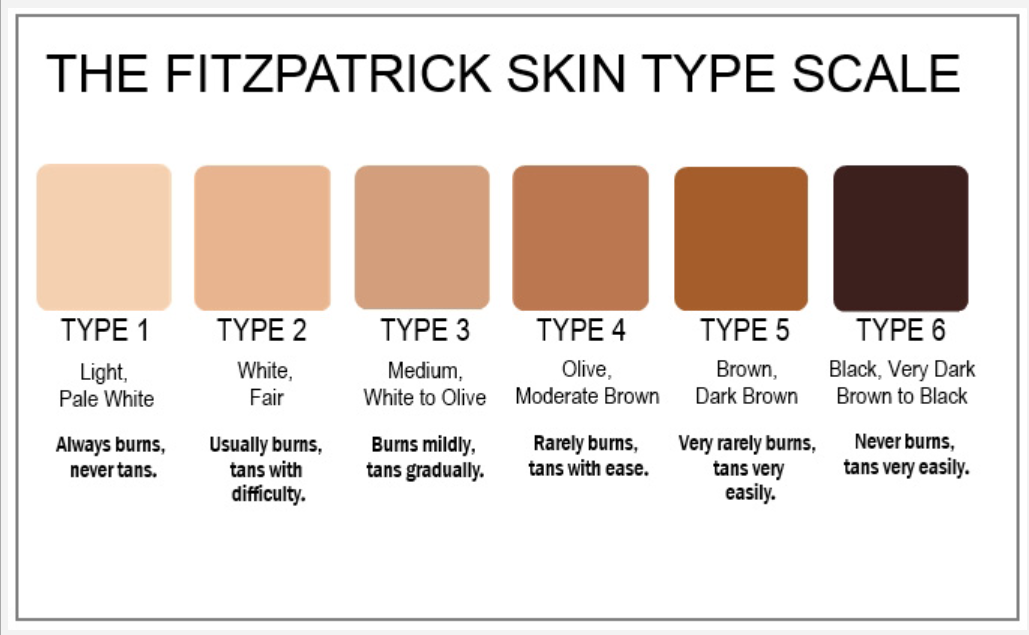 THE FITZPATRICK SKIN TYPE SCALE
TYPE 1
Light,
Pale White
Always burns,
never tans.
TYPE 2
White,
Fair
Usually burns,
tans with
difficulty.
TYPE 3
Medium,
White to Olive
Burns mildly,
tans gradually.
TYPE 4
Olive,
Moderate Brown
Rarely burns,
tans with ease.
TYPE 5
Brown,
Dark Brown
Very rarely burns,
tans very
easily.
TYPE 6
Black, Very Dark
Brown to Black
Never burns,
tans very easily.